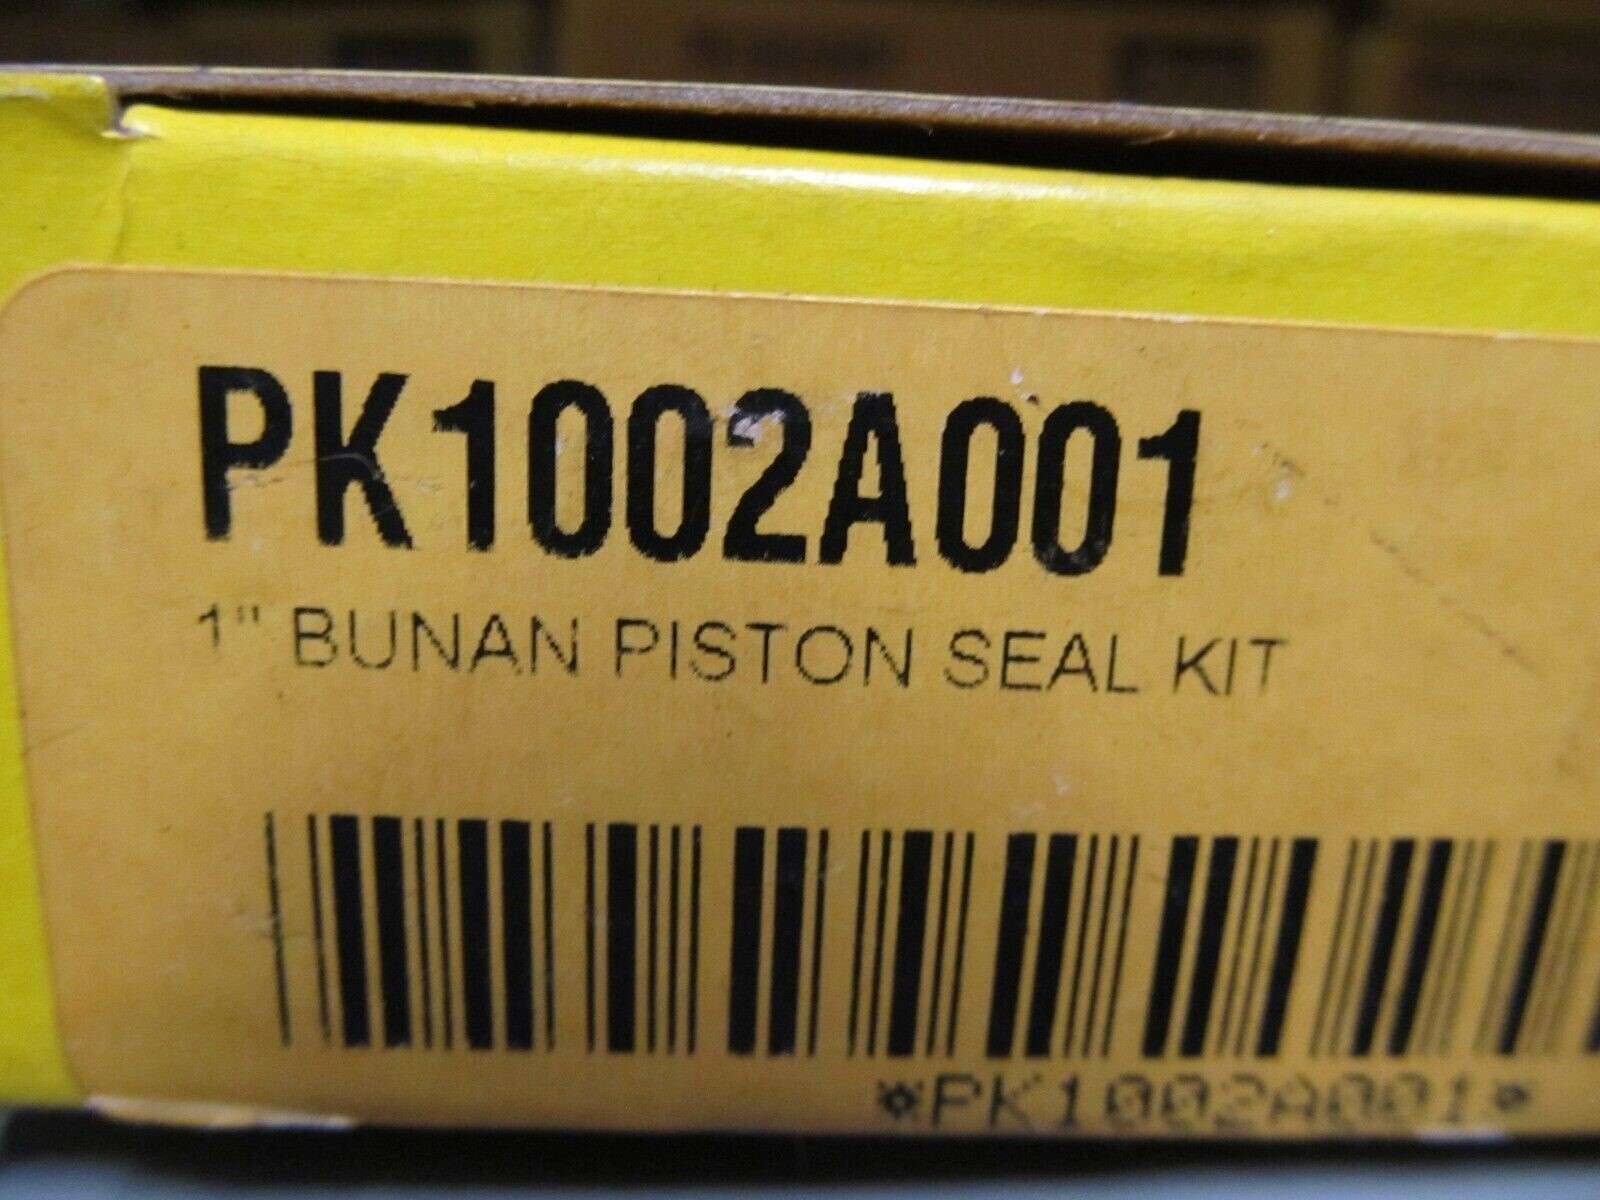 PK1002A001
1" BUNAN PISTON SEAL KIT
*PK1002A001*